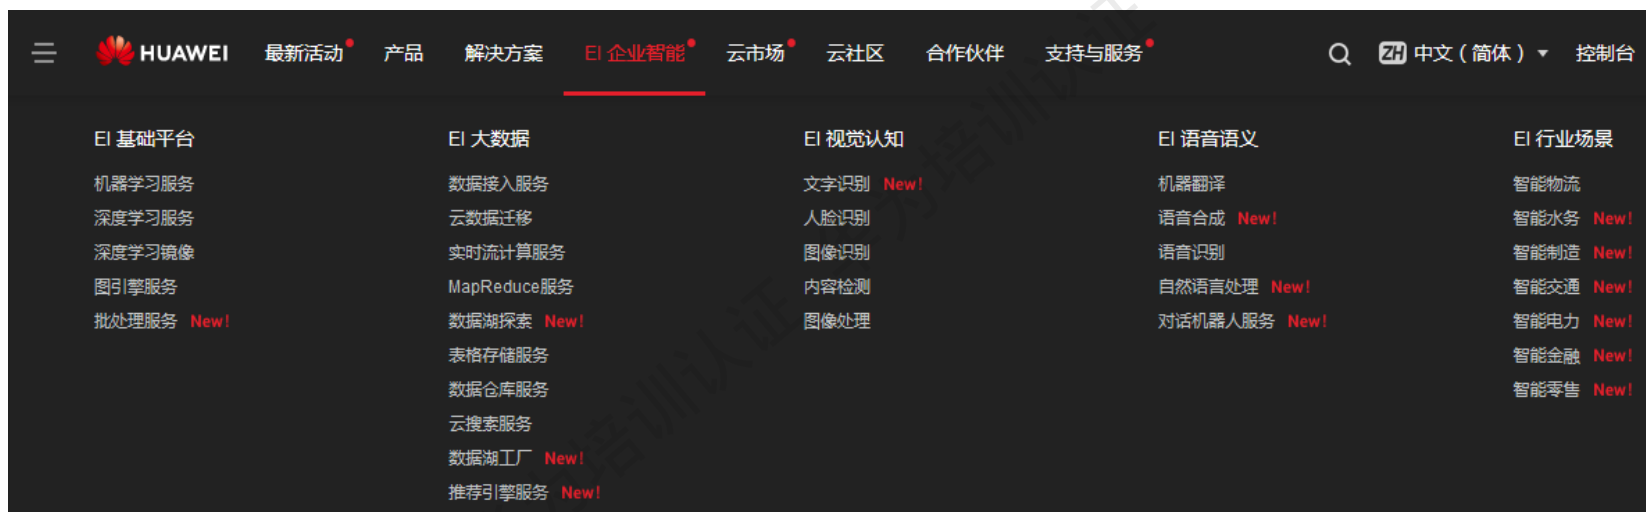 HUAWEI 最新活动 产品 解决方案 EI 企业智能 云市场 云社区 合作伙伴 支持与服务 ZH 中文（简体） 控制台
EI 基础平台
机器学习服务
深度学习服务
深度学习镜像
图引擎服务
批处理服务 New!
EI 大数据
数据接入服务
云数据迁移
实时流计算服务
MapReduce服务
数据湖探索 New!
表格存储服务
数据仓库服务
云搜索服务
数据湖工厂 New!
推荐引擎服务 New!
EI 视觉认知
文字识别 New!
人脸识别
图像识别
内容检测
图像处理
EI 语音语义
机器翻译
语音合成 New!
语音识别
自然语言处理 New!
对话机器人服务 New!
EI 行业场景
智能物流
智能水务 New!
智能制造 New!
智能交通 New!
智能电力 New!
智能金融 New!
智能零售 New!